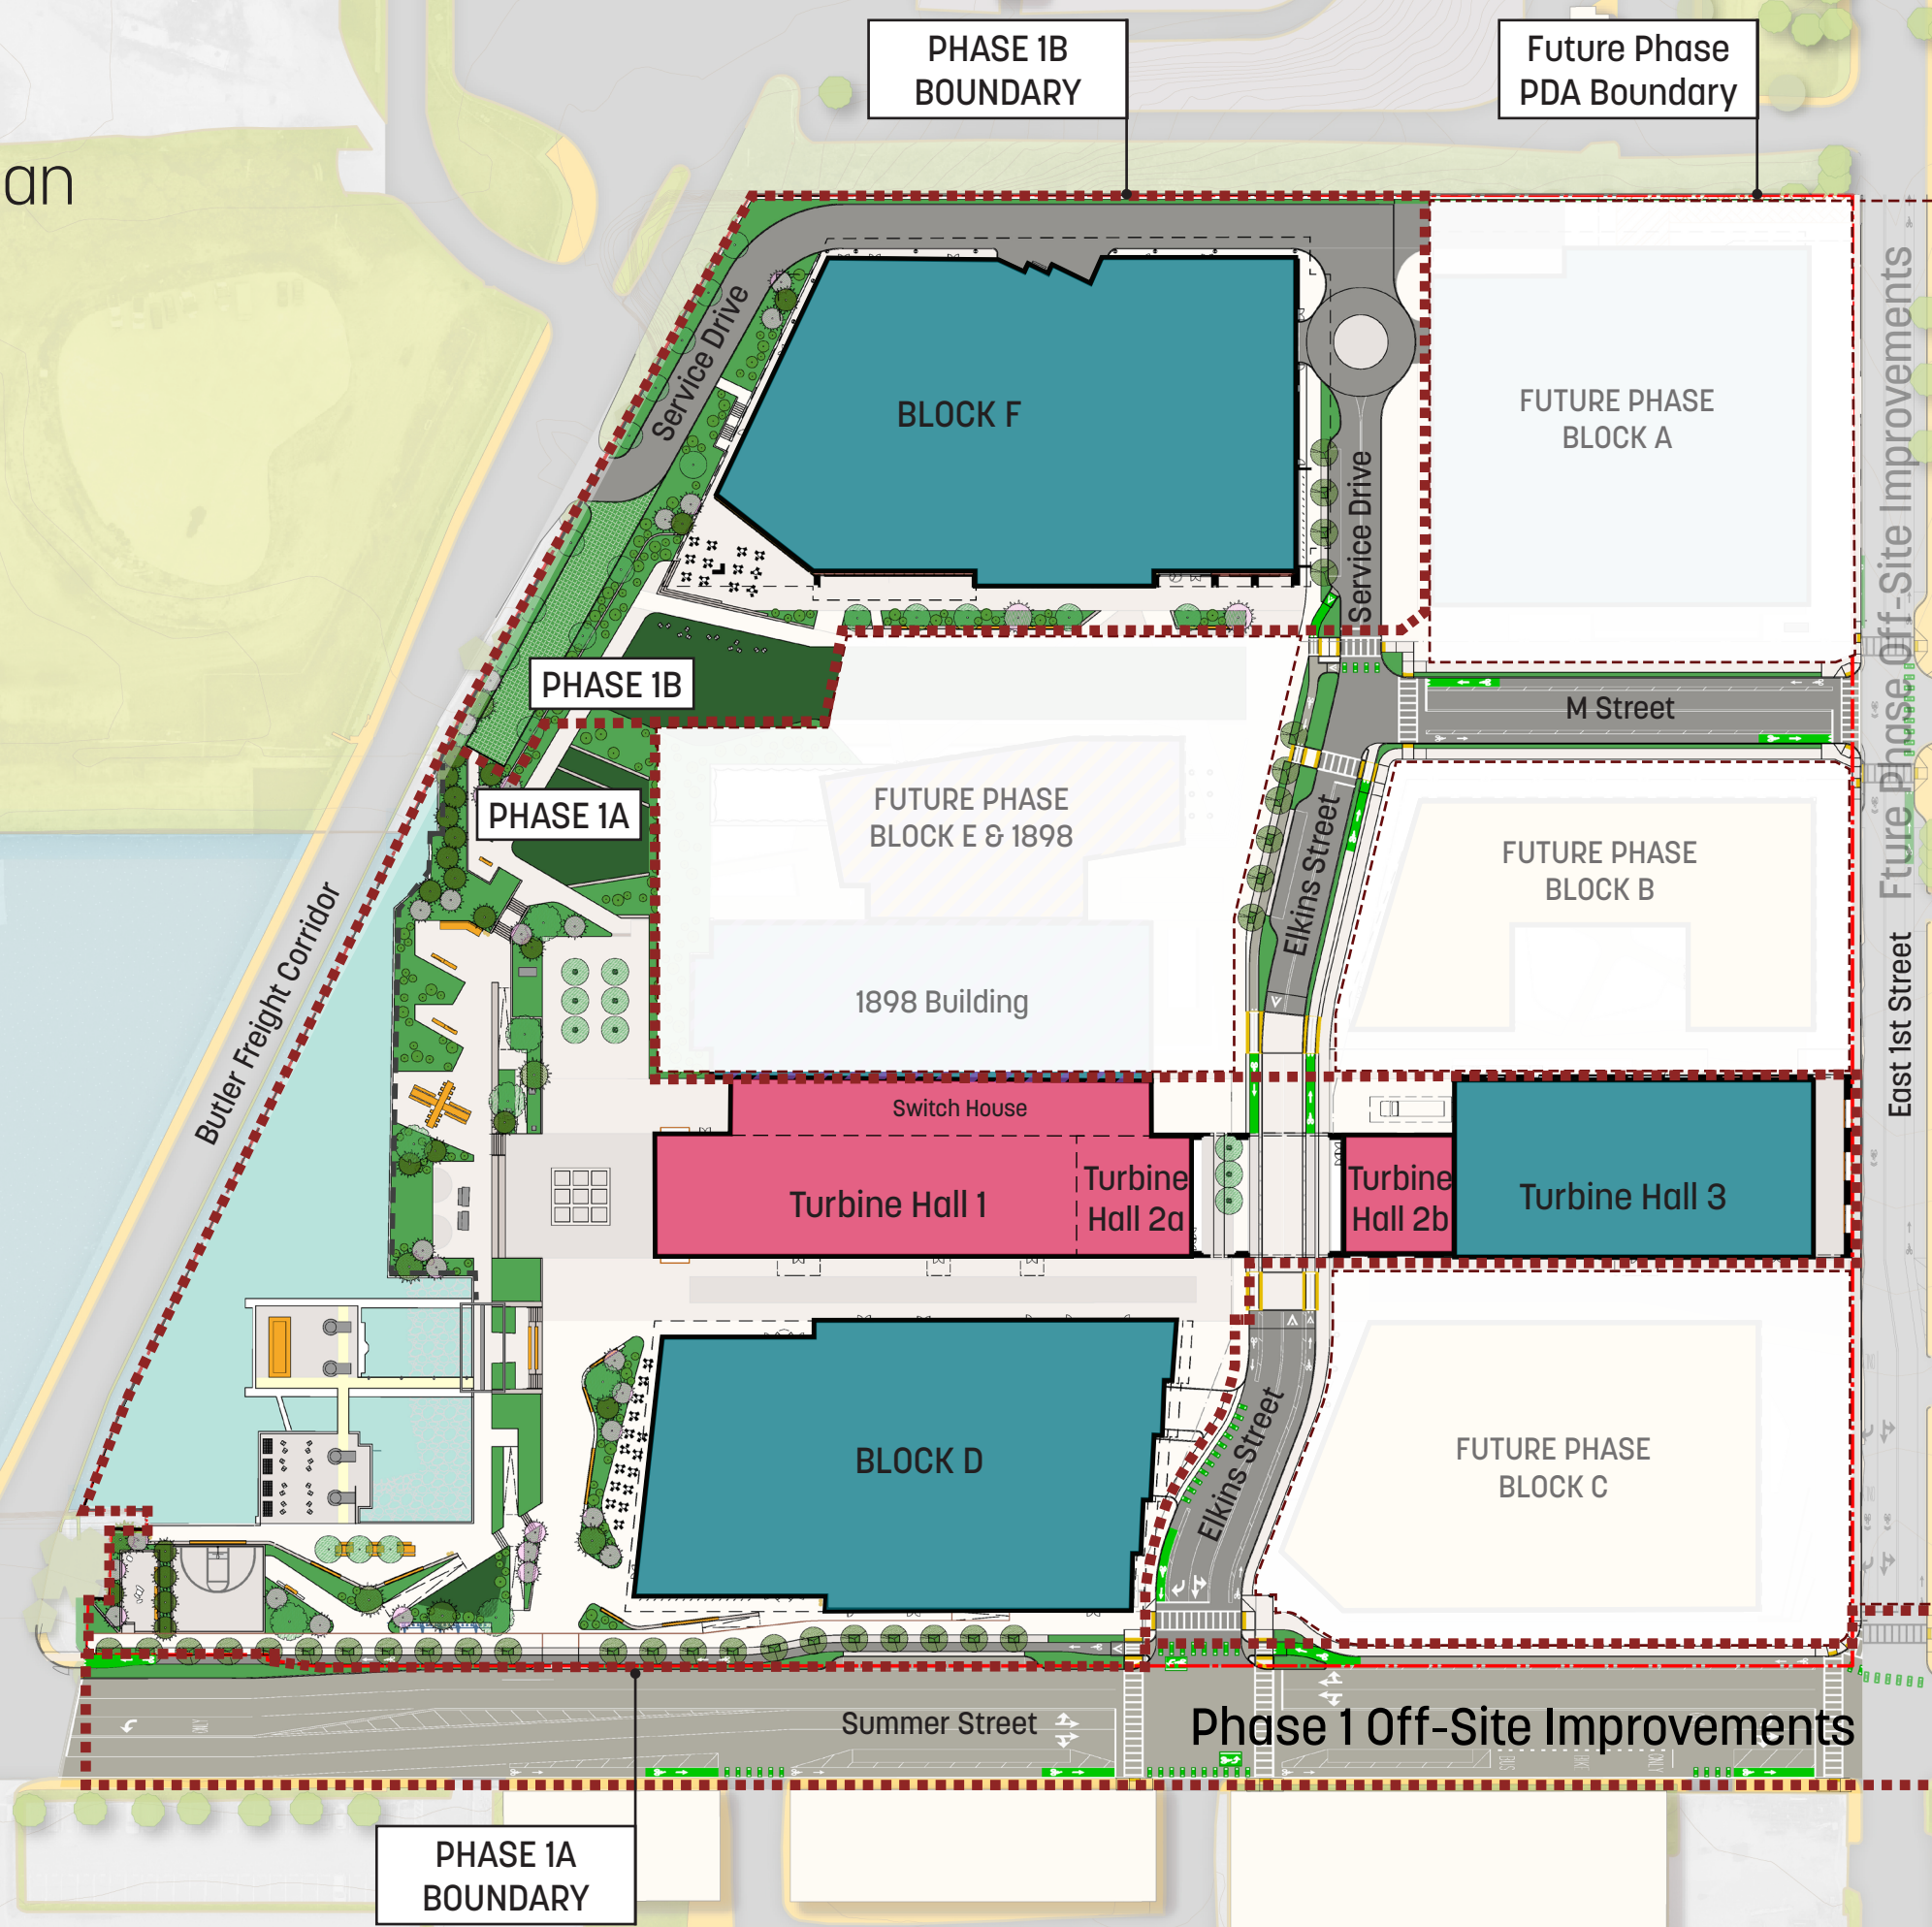 PHASE 1B
BOUNDARY
Future Phase
PDA Boundary
an
Service Drive
BLOCK F
Service Drive
FUTURE PHASE
BLOCK A
Future Phase Off-Site Improvements
PHASE 1B
M Street
PHASE 1A
FUTURE PHASE
BLOCK E & 1898
Elkins Street
FUTURE PHASE
BLOCK B
Butler Freight Corridor
1898 Building
East 1st Street
Switch House
Turbine Hall 1
Turbine
Hall 2a
Turbine
Hall 2b
Turbine Hall 3
BLOCK D
Elkins Street
FUTURE PHASE
BLOCK C
Summer Street
Phase 1 Off-Site Improvements
ONLY
PHASE 1A
BOUNDARY